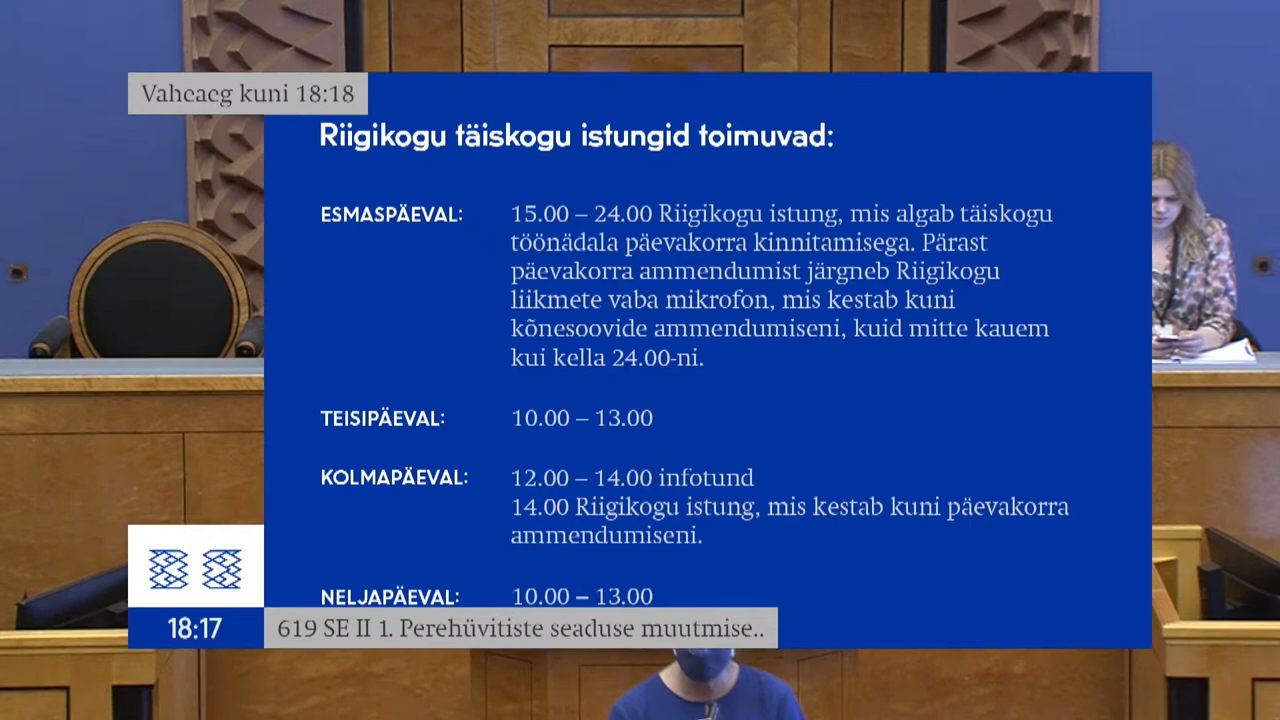 Vaheaeg kuni 18:18
Riigikogu täiskogu istungid toimuvad:
ESMASPÄEVAL:
15.00 – 24.00 Riigikogu istung, mis algab täiskogu
töönädala päevakorra kinnitamisega. Pärast
päevakorra ammendumist järgneb Riigikogu
liikmete vaba mikrofon, mis kestab kuni
kõnesoovide ammendumiseni, kuid mitte kauem
kui kella 24.00-ni.
TEISIPÄEVAL:
10.00 – 13.00
KOLMAPÄEVAL:
12.00 – 14.00 infotund
14.00 Riigikogu istung, mis kestab kuni päevakorra
ammendumiseni.
NELJAPÄEVAL:
10.00 – 13.00
18:17
619 SE II 1. Perehüvitiste seaduse muutmise..